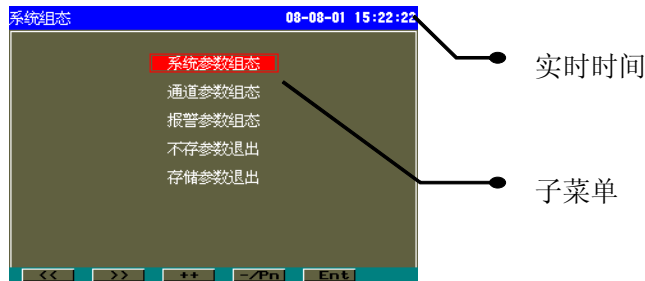 系统组态 08-08-01 15:22:22
实时时间
系统参数组态
通道参数组态
报警参数组态
不存参数退出
存储参数退出
子菜单
<< >> ++ -/Pn Ent